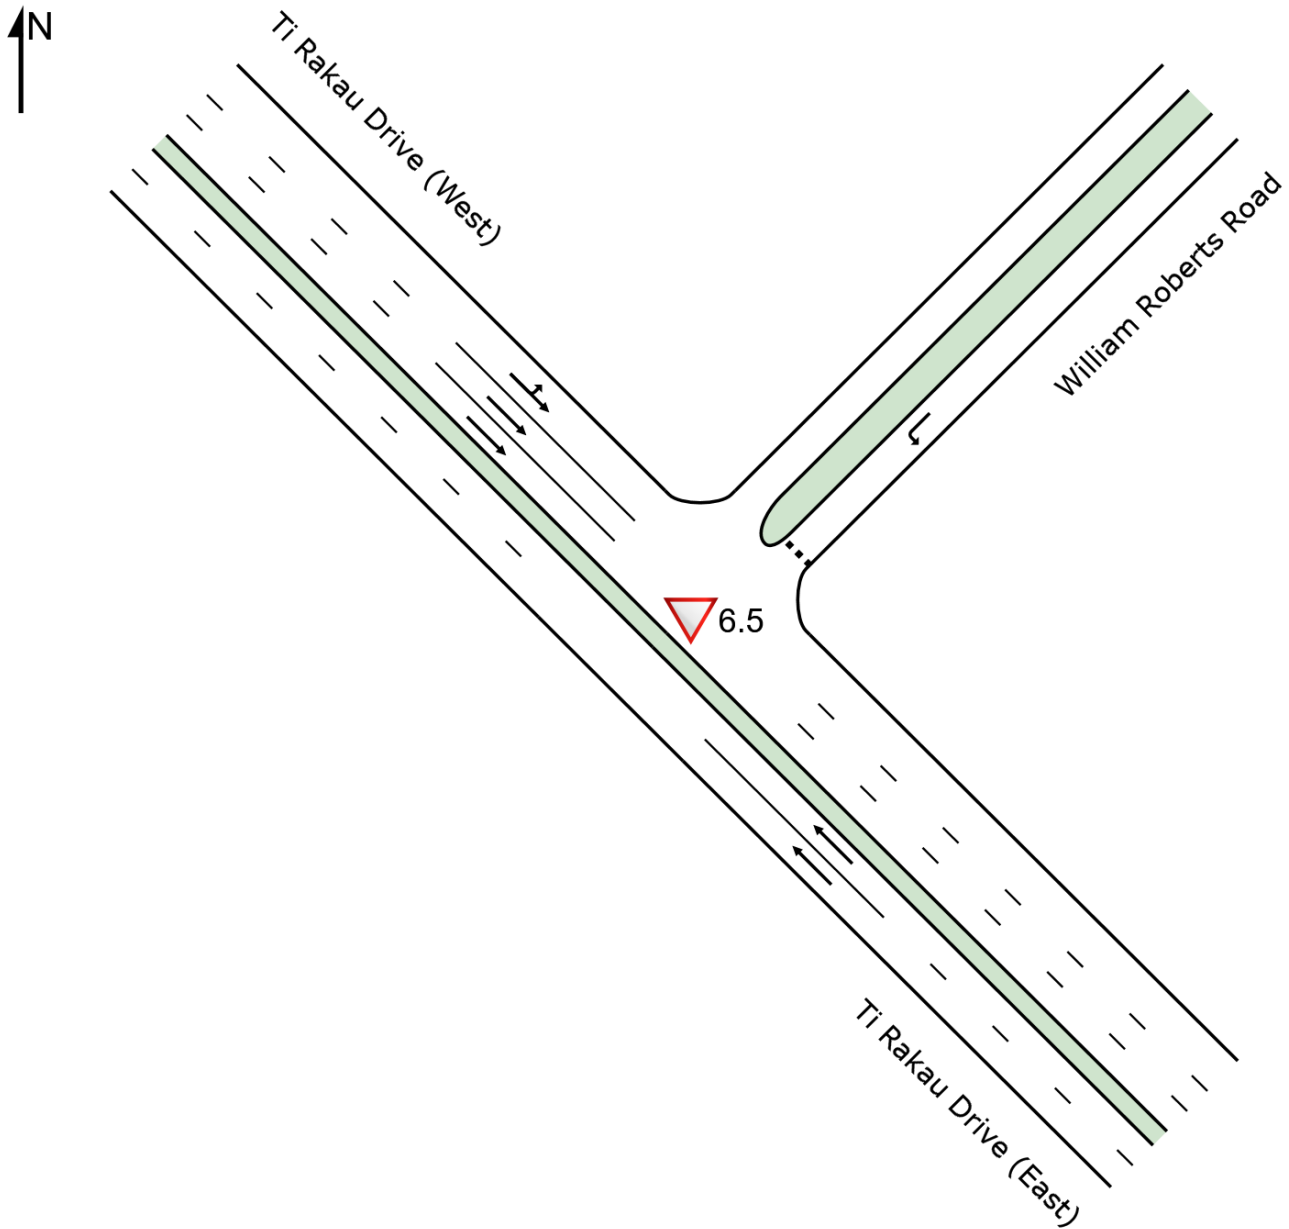 N
Ti Rakau Drive (West)
William Roberts Road
6.5
Ti Rakau Drive (East)